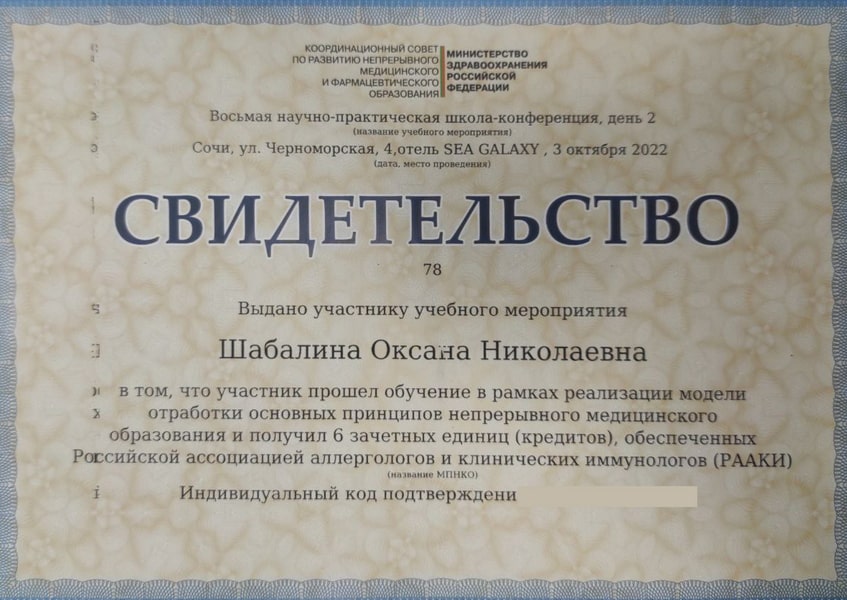 КООРДИНАЦИОННЫЙ СОВЕТ
ПО РАЗВИТИЮ НЕПРЕРЫВНОГО
МЕДИЦИНСКОГО
И ФАРМАЦЕВТИЧЕСКОГО
ОБРАЗОВАНИЯ
МИНИСТЕРСТВО
ЗДРАВООХРАНЕНИЯ
РОССИЙСКОЙ
ФЕДЕРАЦИИ
Восьмая научно-практическая школа-конференция, день 2
(название учебного мероприятия)
Сочи, ул. Черноморская, 4,отель SEA GALAXY , 3 октября 2022
(дата, место проведения)
СВИДЕТЕЛЬСТВО
78
Выдано участнику учебного мероприятия
Шабалина Оксана Николаевна
в том, что участник прошел обучение в рамках реализации модели
отработки основных принципов непрерывного медицинского
образования и получил 6 зачетных единиц (кредитов), обеспеченных
Российской ассоциацией аллергологов и клинических иммунологов (РААКИ)
(название МПНКО)
Индивидуальный код подтверждени